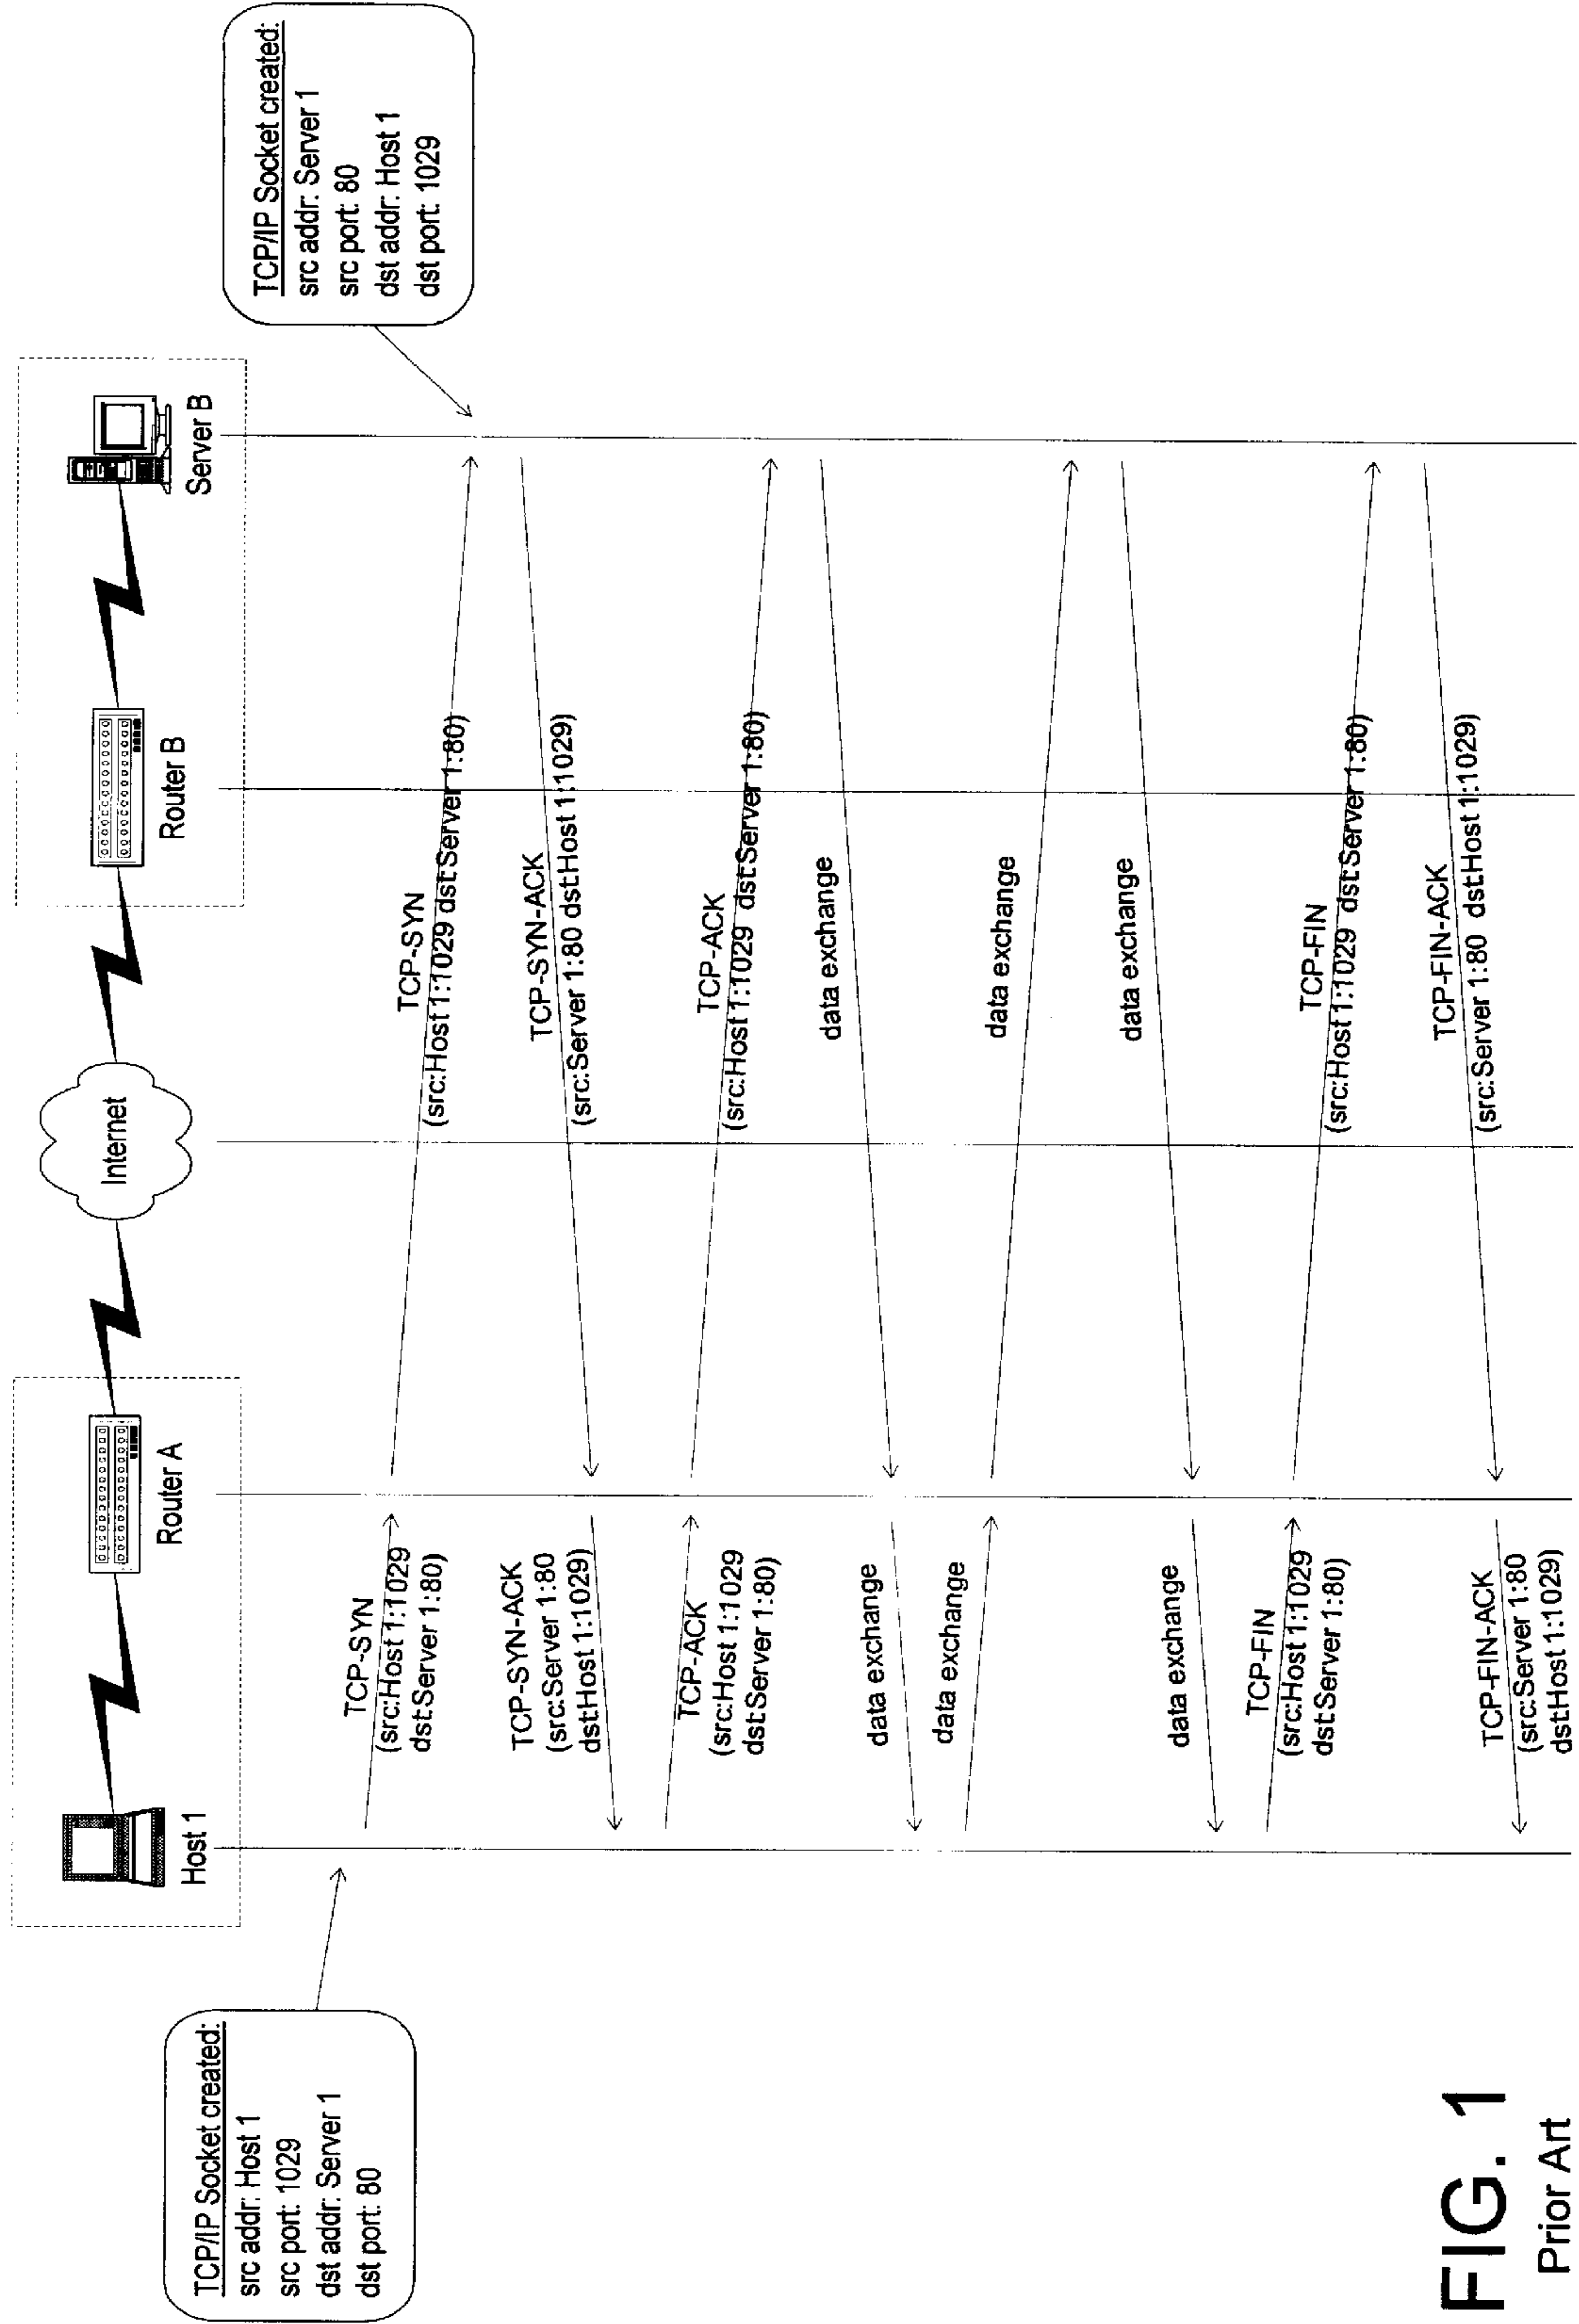 Host 1
Router A
Internet
Router B
Server B
TCP/IP Socket created:
src addr: Host 1
src port: 1029
dst addr: Server 1
dst port: 80
TCP/IP Socket created:
src addr: Server 1
src port: 80
dst addr: Host 1
dst port: 1029
TCP-SYN
(src:Host 1:1029
dst:Server 1:80)
TCP-SYN
(src:Host 1:1029 dst:Server 1:80)
TCP-SYN-ACK
(src:Server 1:80
dst:Host 1:1029)
TCP-SYN-ACK
(src:Server 1:80 dst:Host 1:1029)
TCP-ACK
(src:Host 1:1029
dst:Server 1:80)
TCP-ACK
(src:Host 1:1029 dst:Server 1:80)
data exchange
data exchange
data exchange
data exchange
data exchange
data exchange
TCP-FIN
(src:Host 1:1029
dst:Server 1:80)
TCP-FIN
(src:Host 1:1029 dst:Server 1:80)
TCP-FIN-ACK
(src:Server 1:80
dst:Host 1:1029)
TCP-FIN-ACK
(src:Server 1:80 dst:Host 1:1029)
FIG. 1
Prior Art